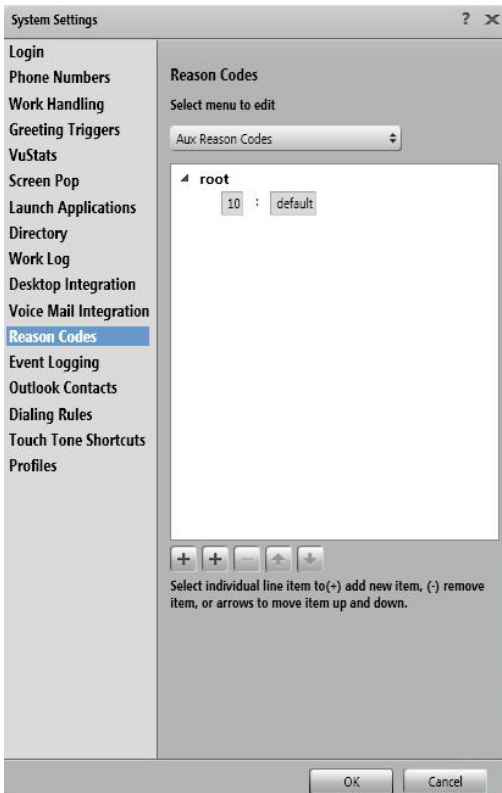 System Settings
?
Login
Phone Numbers
Work Handling
Greeting Triggers
VuStats
Screen Pop
Launch Applications
Directory
Work Log
Desktop Integration
Voice Mail Integration
Reason Codes
Event Logging
Outlook Contacts
Dialing Rules
Touch Tone Shortcuts
Profiles
Reason Codes
Select menu to edit
Aux Reason Codes
root
10 : default
Select individual line item to(+) add new item, (-) remove
item, or arrows to move item up and down.
OK
Cancel